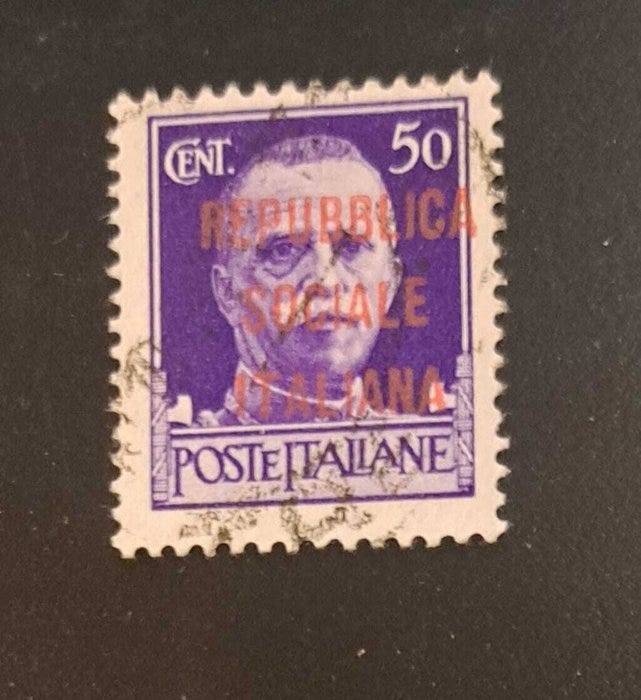 CENT. 50
REPUBBLICA
SOCIALE
ITALIANA
POSTE ITALIANE